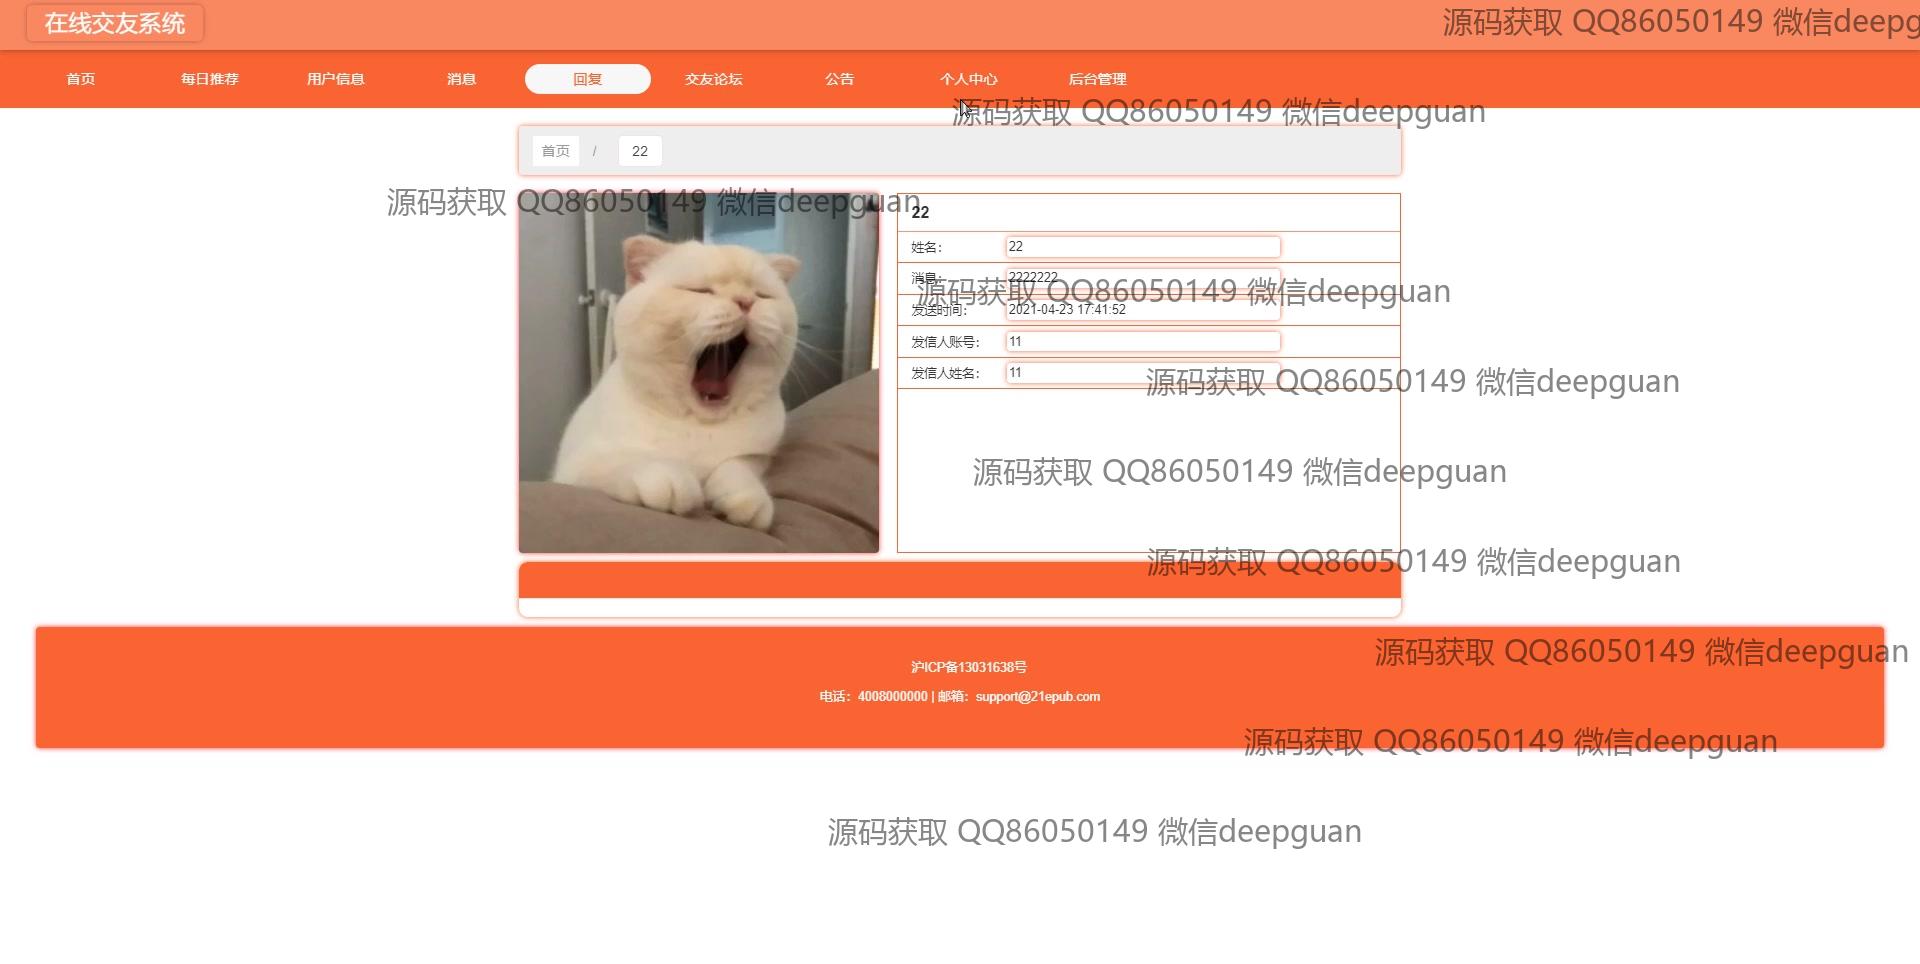 在线交友系统
源码获取 QQ86050149 微信deepg
首页 每日推荐 用户信息 消息 回复 交友论坛 公告 个人中心 后台管理
源码获取 QQ86050149 微信deepguan
首页 / 22
源码获取 QQ86050149 微信deepguan
22
姓名： 22
消息： 2222222
源码获取 QQ86050149 微信deepguan
发送时间： 2021-04-23 17:41:52
发信人账号： 11
发信人姓名： 11
源码获取 QQ86050149 微信deepguan
源码获取 QQ86050149 微信deepguan
源码获取 QQ86050149 微信deepguan
源码获取 QQ86050149 微信deepguan
沪ICP备13031638号
电话：4008000000 | 邮箱：support@21epub.com
源码获取 QQ86050149 微信deepguan
源码获取 QQ86050149 微信deepguan